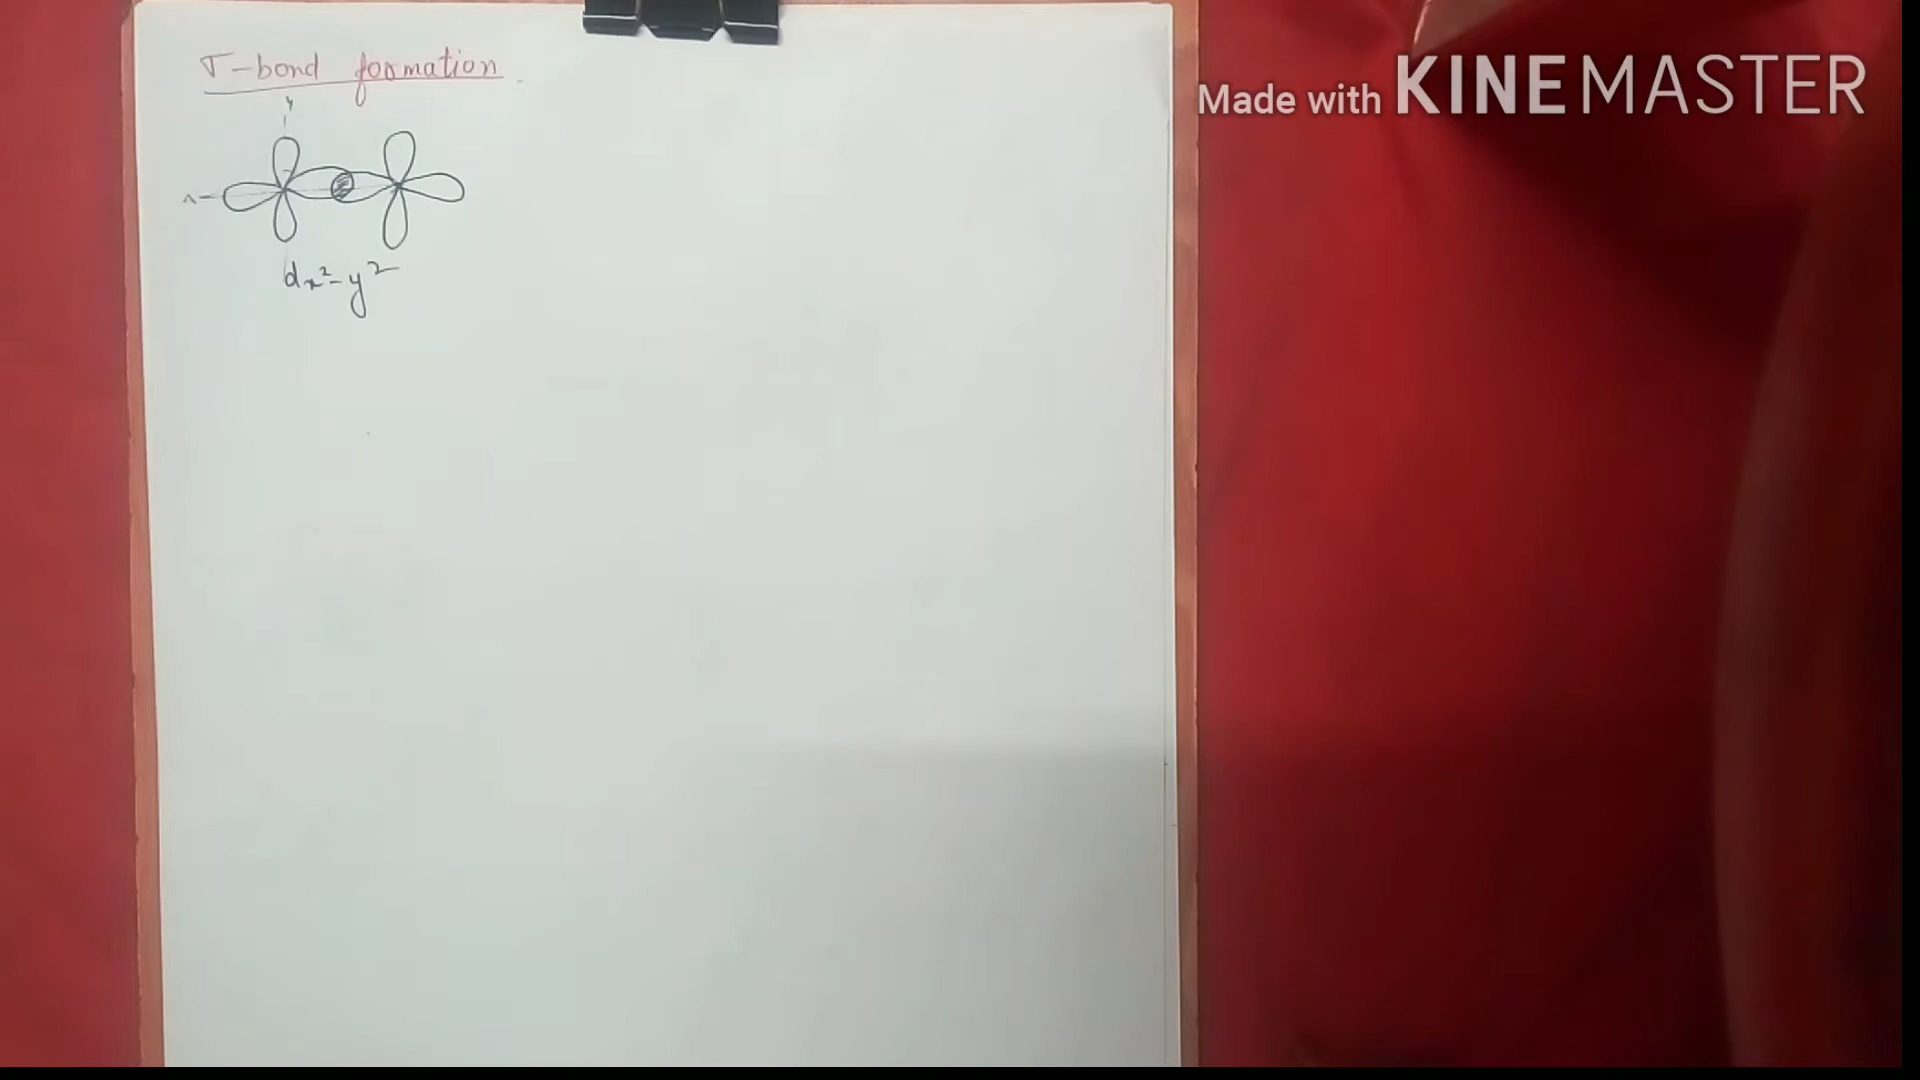 σ-bond formation
y
x
dx²-y²
Made with KINEMASTER